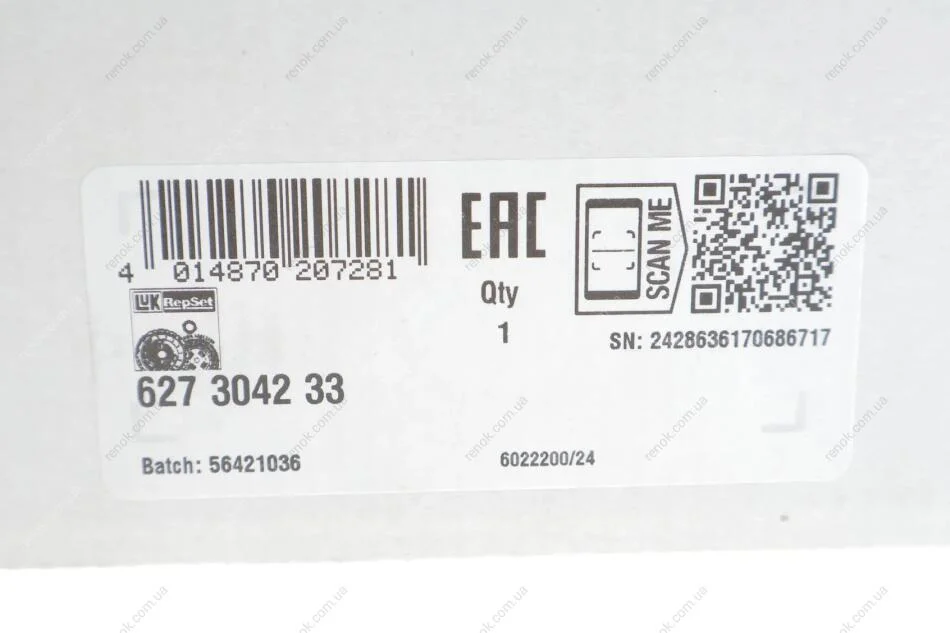 4 014870 207281
LuK RepSet
627 3042 33
Batch: 56421036
EAC
Qty
1
SCAN ME
SN: 2428636170686717
6022200/24
renok.com.ua